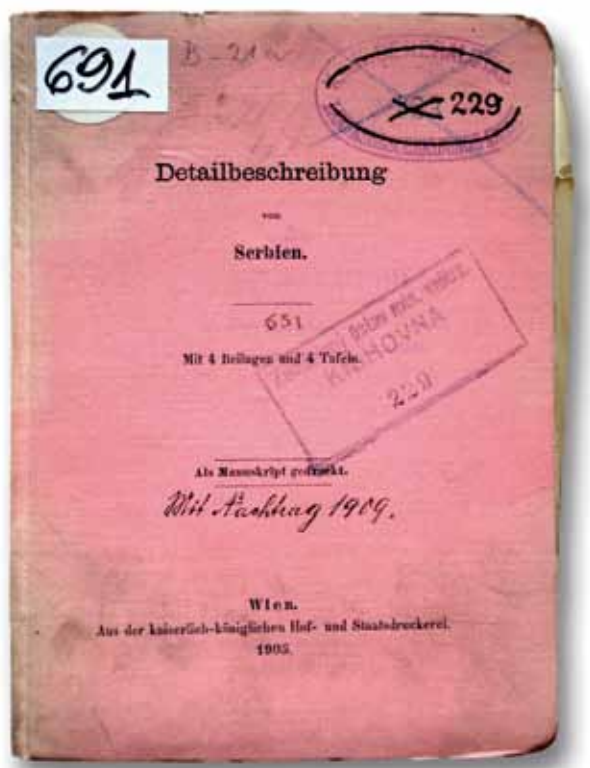 691
B-21
229
Detailbeschreibung
von
Serbien.
651
Mit 4 Beilagen und 4 Tafeln.
KNIHOVNA
229
Als Manuskript gedruckt.
Mit Nachtrag 1909.
Wien.
Aus der kaiserlich-königlichen Hof- und Staatsdruckerei.
1905.